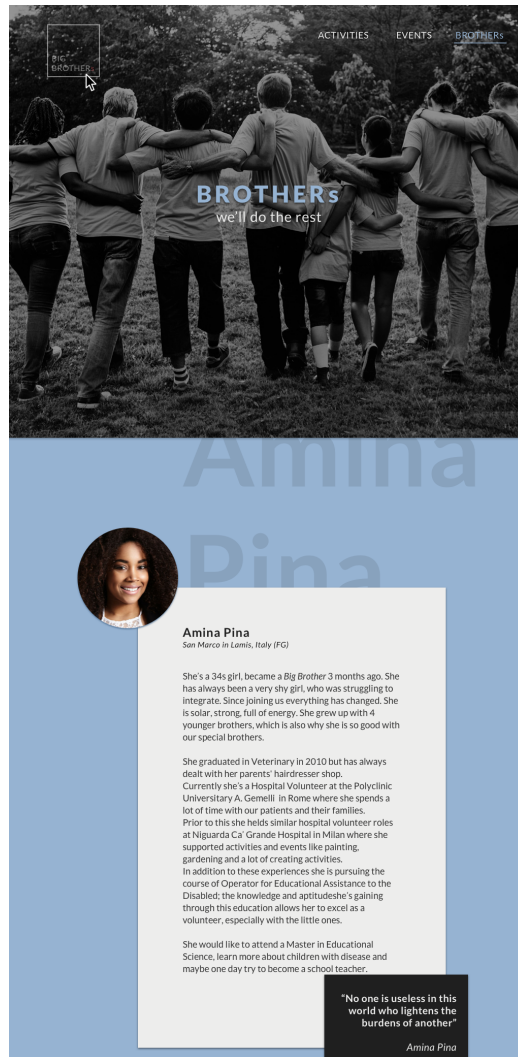 ACTIVITIES EVENTS BROTHERs
BIG
BROTHERs
BROTHERs
we'll do the rest
Amina
Pina
Amina Pina
San Marco in Lamis, Italy (FG)
She's a 34s girl, became a Big Brother 3 months ago. She
has always been a very shy girl, who was struggling to
integrate. Since joining us everything has changed. She
is solar, strong, full of energy. She grew up with 4
younger brothers, which is also why she is so good with
our special brothers.
She graduated in Veterinary in 2010 but has always
dealt with her parents' hairdresser shop.
Currently she's a Hospital Volunteer at the Polyclinic
Universitary A. Gemelli in Rome where she spends a
lot of time with our patients and their families.
Prior to this she helds similar hospital volunteer roles
at Niguarda Ca' Grande Hospital in Milan where she
supported activities and events like painting,
gardening and a lot of creating activities.
In addition to these experiences she is pursuing the
course of Operator for Educational Assistance to the
Disabled; the knowledge and aptitudeshe's gaining
through this education allows her to excel as a
volunteer, especially with the little ones.
She would like to attend a Master in Educational
Science, learn more about children with disease and
maybe one day try to become a school teacher.
"No one is useless in this
world who lightens the
burdens of another"
Amina Pina